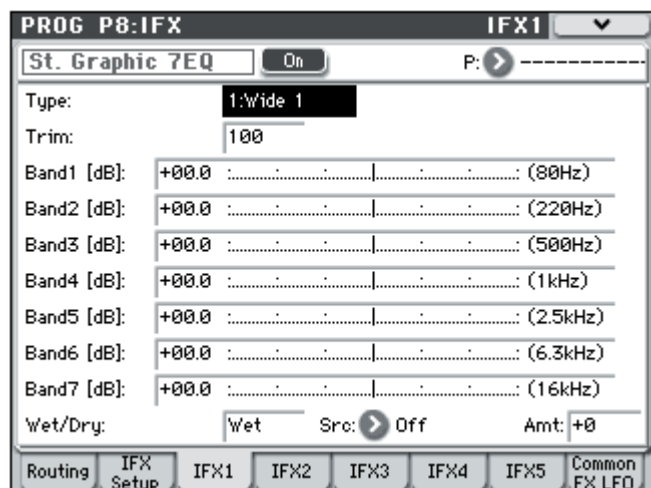 PROG P8:IFX IFX1
St. Graphic 7EQ On P: -----------
Type: 1:Wide 1
Trim: 100
Band1 [dB]: +00.0 (80Hz)
Band2 [dB]: +00.0 (220Hz)
Band3 [dB]: +00.0 (500Hz)
Band4 [dB]: +00.0 (1kHz)
Band5 [dB]: +00.0 (2.5kHz)
Band6 [dB]: +00.0 (6.3kHz)
Band7 [dB]: +00.0 (16kHz)
Wet/Dry: Wet Src: Off Amt: +0
Routing IFX Setup IFX1 IFX2 IFX3 IFX4 IFX5 Common FX LFO